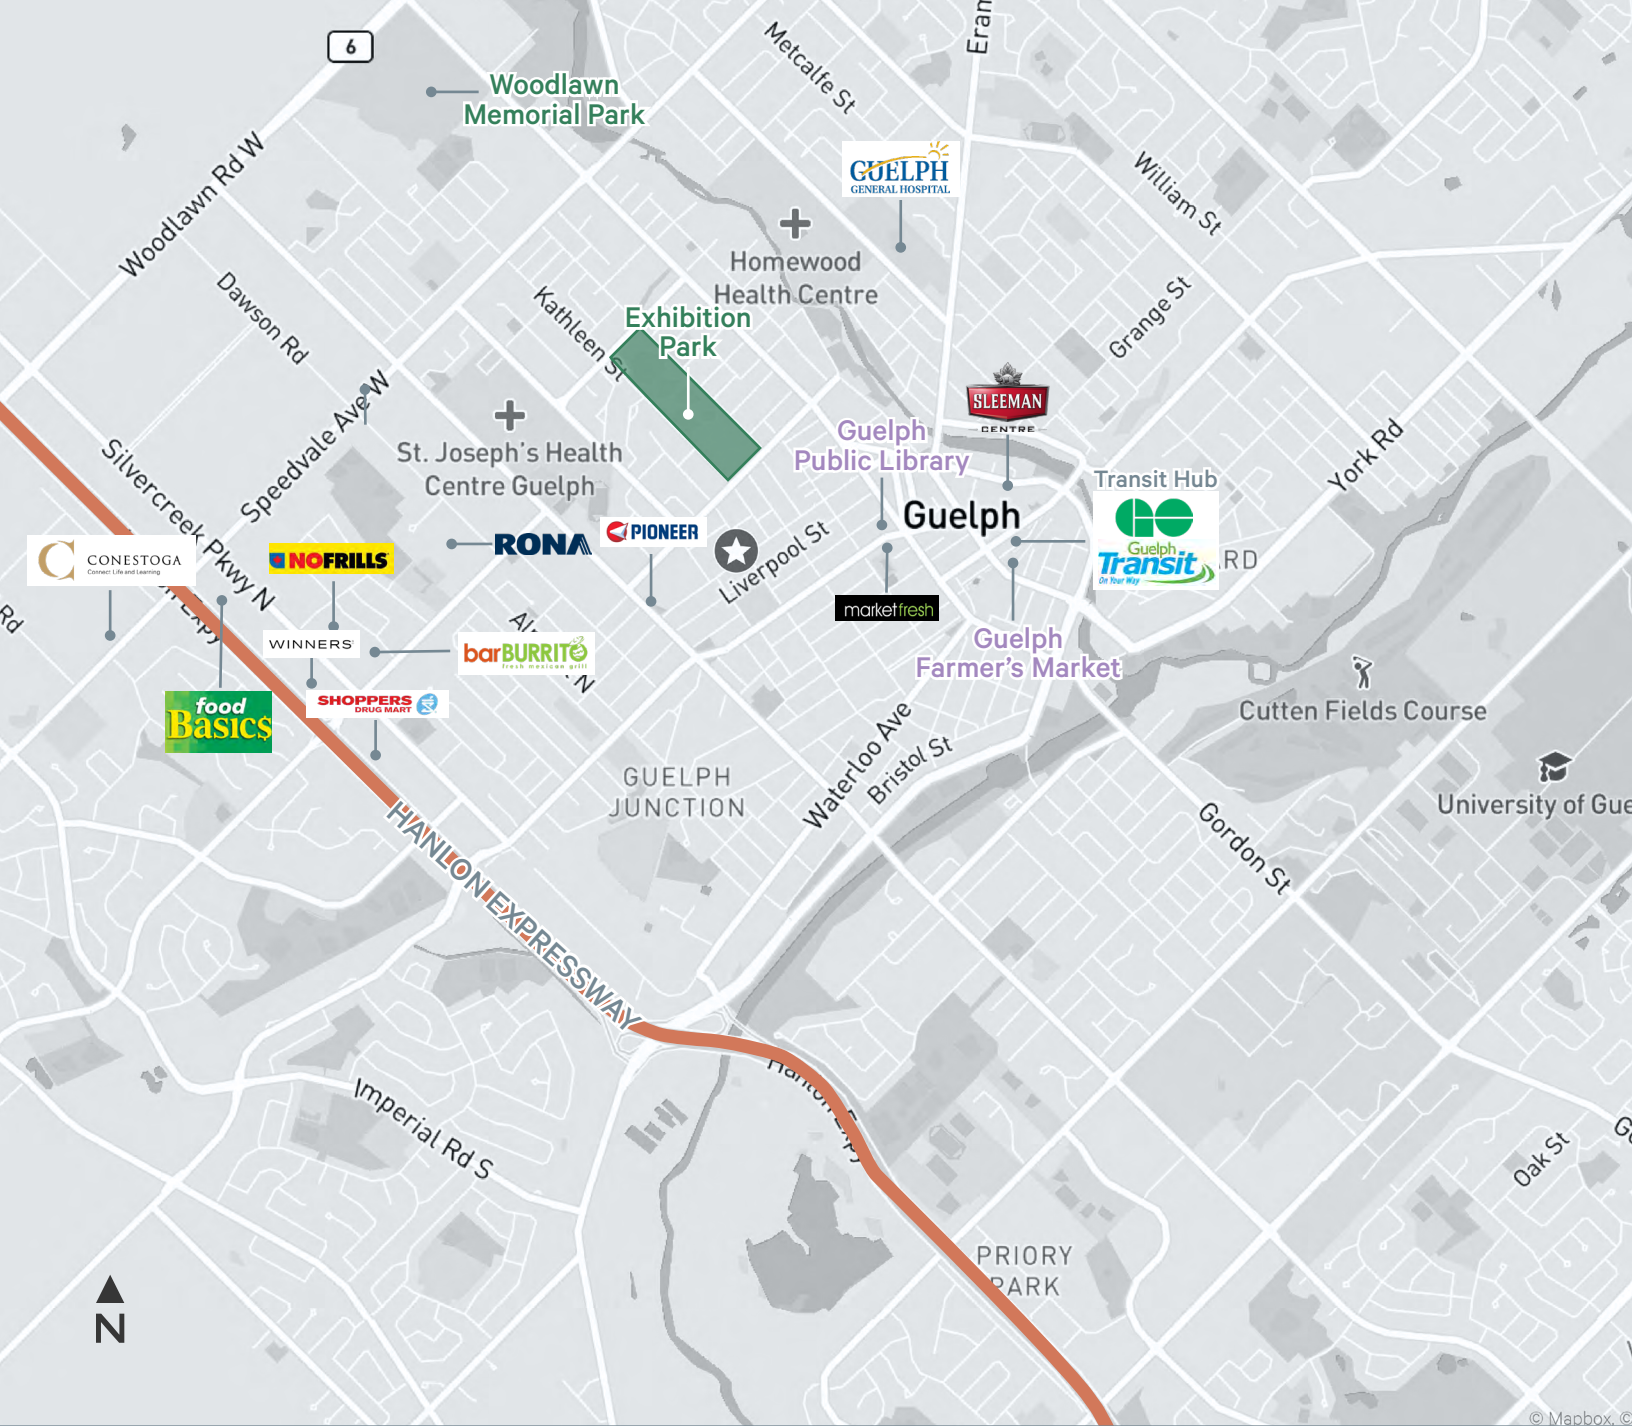 Eram
6
Metcalfe St
Woodlawn
Memorial Park
GUELPH
GENERAL HOSPITAL
William St
Woodlawn Rd W
Homewood
Health Centre
Dawson Rd
Kathleen St
Exhibition
Park
Grange St
Speedvale Ave W
SLEEMAN
CENTRE
St. Joseph's Health
Centre Guelph
Guelph
Public Library
York Rd
Silvercreek Pkwy N
Transit Hub
GO
Guelph
Transit
On Your Way
Guelph
RONA
PIONEER
Liverpool St
CONESTOGA
Connect Life and Learning
NOFRILLS
marketfresh
Rd
WINNERS
barBURRITO
fresh mexican grill
Guelph
Farmer's Market
SHOPPERS
DRUG MART
food
Basics
Cutten Fields Course
Waterloo Ave
Bristol St
GUELPH
JUNCTION
University of Gue
Gordon St
HANLON EXPRESSWAY
Hanlon Expy
Imperial Rd S
Oak St
PRIORY
PARK
N
© Mapbox, ©